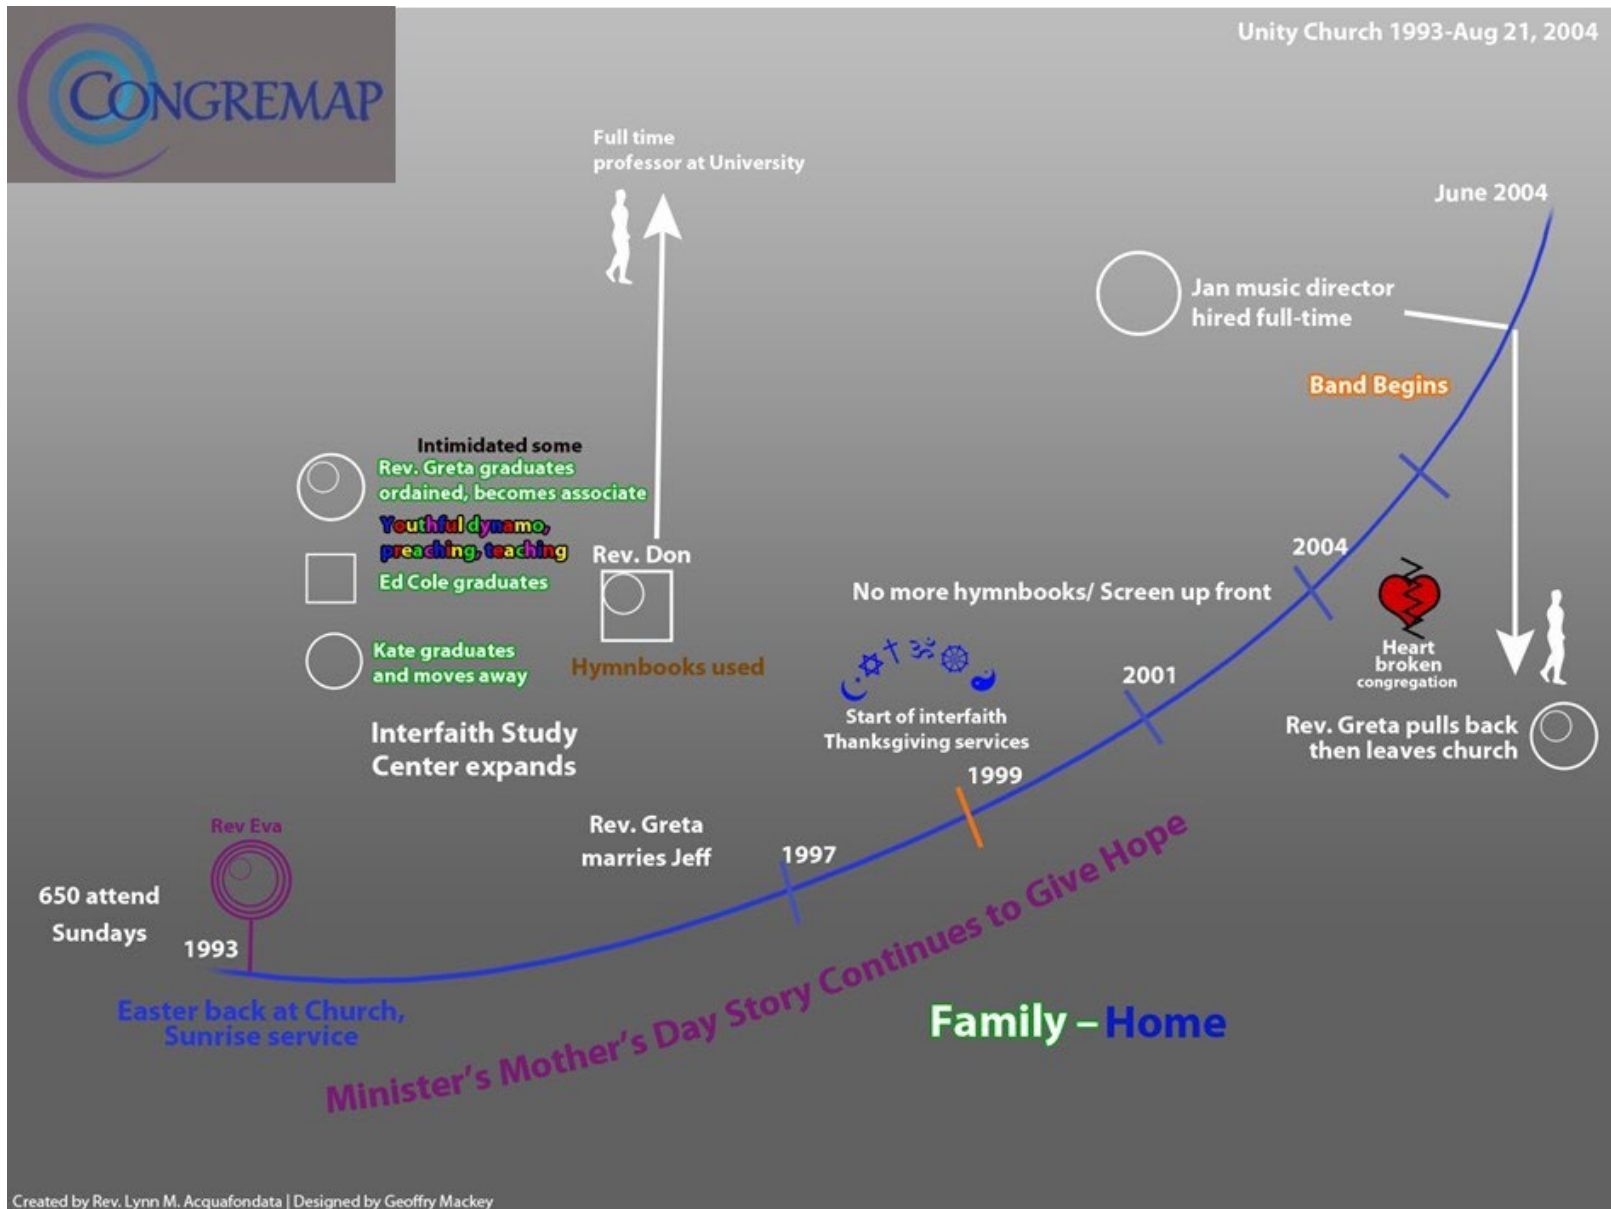 CONGREMAP
Unity Church 1993-Aug 21, 2004
Full time
professor at University
June 2004
Jan music director
hired full-time
Band Begins
Intimidated some
Rev. Greta graduates
ordained, becomes associate
Youthful dynamo,
preaching, teaching
Ed Cole graduates
Kate graduates
and moves away
Rev. Don
Hymnbooks used
Interfaith Study
Center expands
2004
No more hymnbooks/ Screen up front
Heart
broken
congregation
2001
Start of interfaith
Thanksgiving services
Rev. Greta pulls back
then leaves church
1999
Rev Eva
Rev. Greta
marries Jeff
1997
650 attend
Sundays
1993
Easter back at Church,
Sunrise service
Minister's Mother's Day Story Continues to Give Hope
Family – Home
Created by Rev. Lynn M. Acquafondata | Designed by Geoffry Mackey